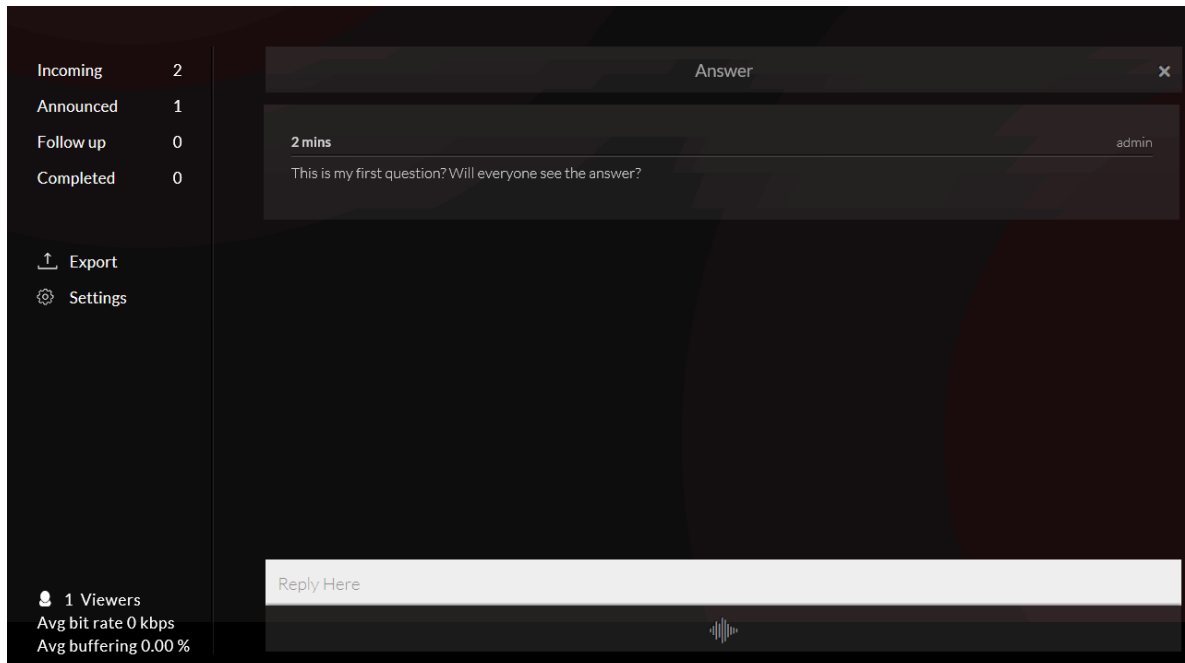 Incoming 2
Announced 1
Follow up 0
Completed 0
Export
Settings
1 Viewers
Avg bit rate 0 kbps
Avg buffering 0.00 %
Answer
2 mins admin
This is my first question? Will everyone see the answer?
Reply Here